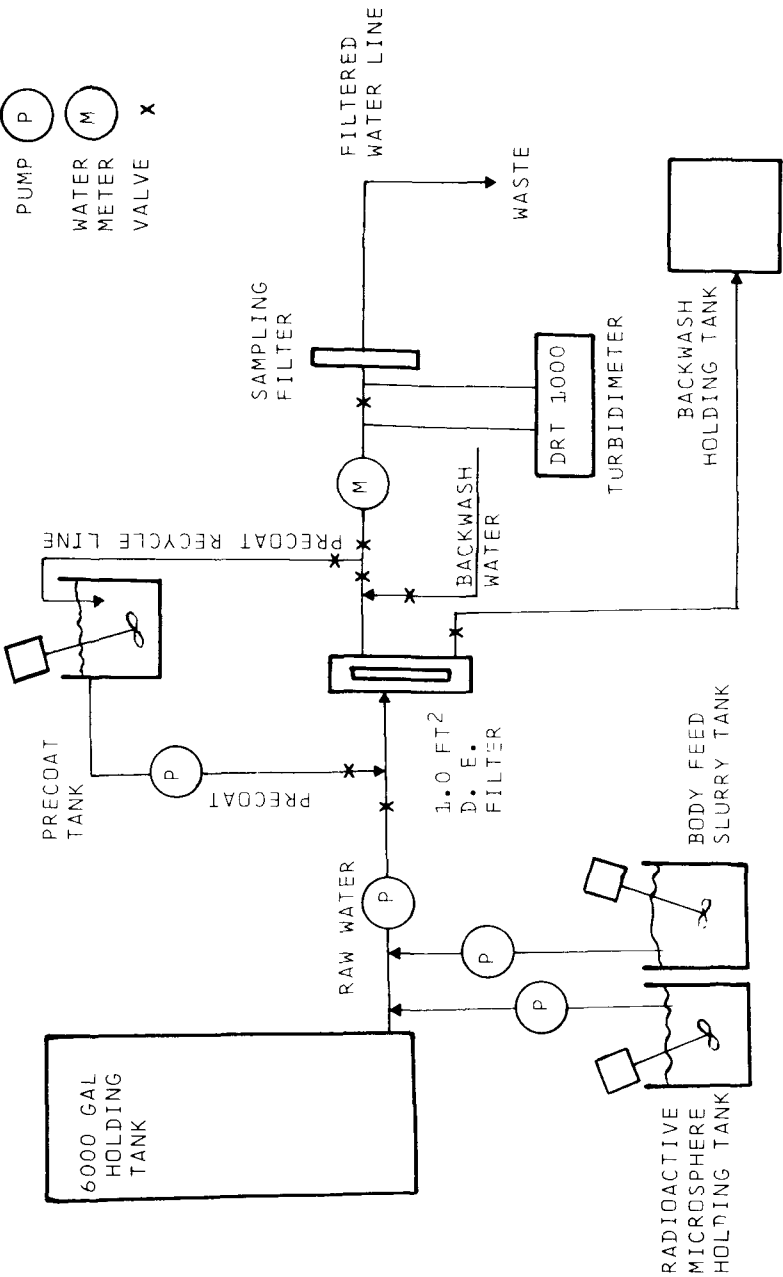 PUMP P
WATER
METER M
VALVE x
6000 GAL
HOLDING
TANK
RAW WATER
P
P
P
RADIOACTIVE
MICROSPHERE
HOLDING TANK
BODY FEED
SLURRY TANK
PRECOAT
TANK
P
PRECOAT
PRECOAT RECYCLE LINE
1.0 FT²
D. E.
FILTER
BACKWASH
WATER
M
SAMPLING
FILTER
DRT 1000
TURBIDIMETER
FILTERED
WATER LINE
WASTE
BACKWASH
HOLDING TANK